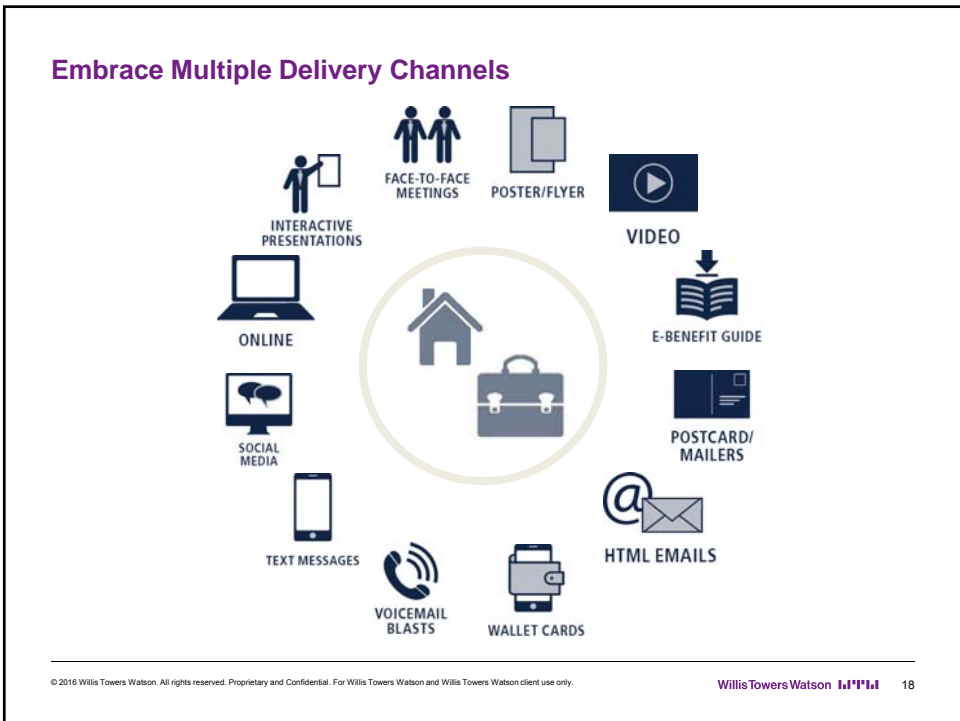 Embrace Multiple Delivery Channels
FACE-TO-FACE
MEETINGS
POSTER/FLYER
VIDEO
E-BENEFIT GUIDE
POSTCARD/
MAILERS
HTML EMAILS
WALLET CARDS
VOICEMAIL
BLASTS
TEXT MESSAGES
SOCIAL
MEDIA
ONLINE
INTERACTIVE
PRESENTATIONS
@
© 2016 Willis Towers Watson. All rights reserved. Proprietary and Confidential. For Willis Towers Watson and Willis Towers Watson client use only.
WillisTowersWatson
18